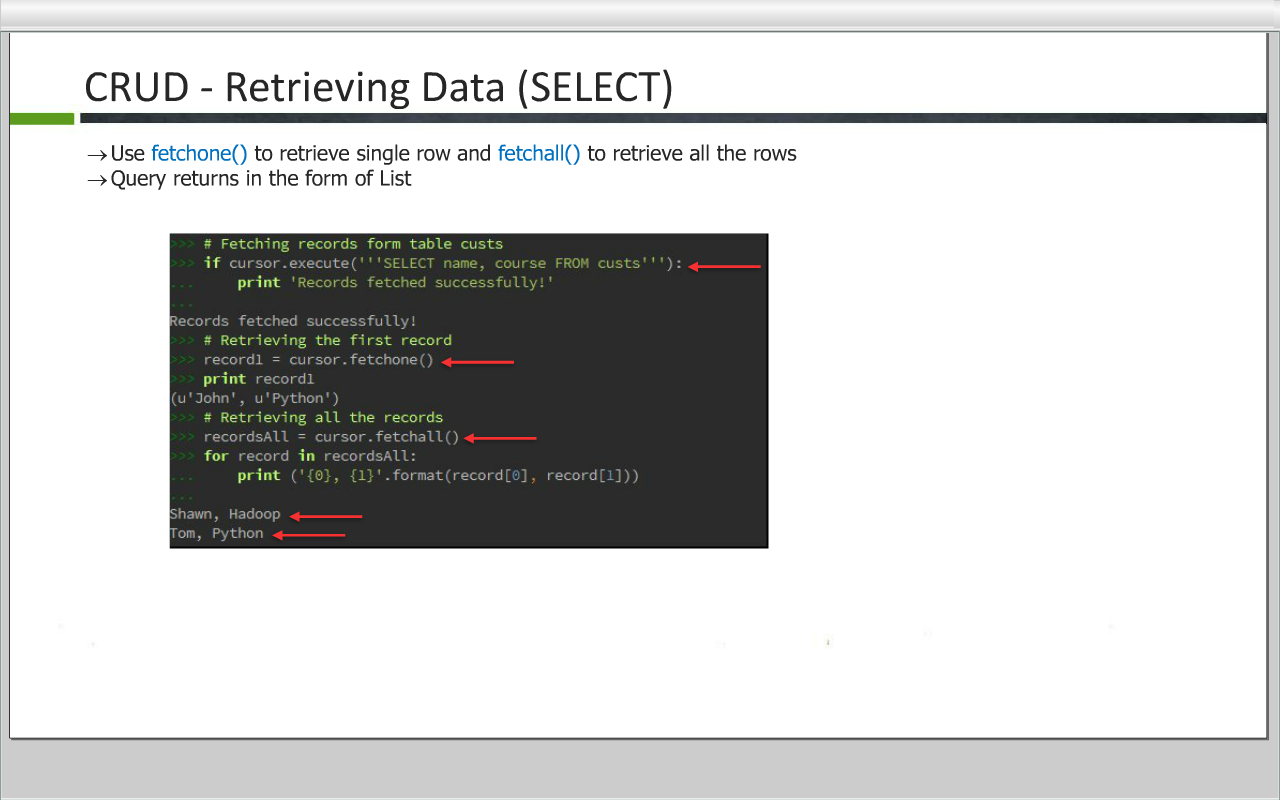 CRUD - Retrieving Data (SELECT)
→Use fetchone() to retrieve single row and fetchall() to retrieve all the rows
→Query returns in the form of List
>>> # Fetching records form table custs
>>> if cursor.execute('''SELECT name, course FROM custs'''):
...     print 'Records fetched successfully!'
...
Records fetched successfully!
>>> # Retrieving the first record
>>> record1 = cursor.fetchone()
>>> print record1
(u'John', u'Python')
>>> # Retrieving all the records
>>> recordsAll = cursor.fetchall()
>>> for record in recordsAll:
...     print ('{0}, {1}'.format(record[0], record[1]))
...
Shawn, Hadoop
Tom, Python